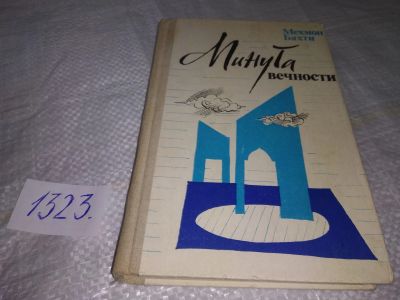 Мехмон
Бахти
Минута
вечности
1323.